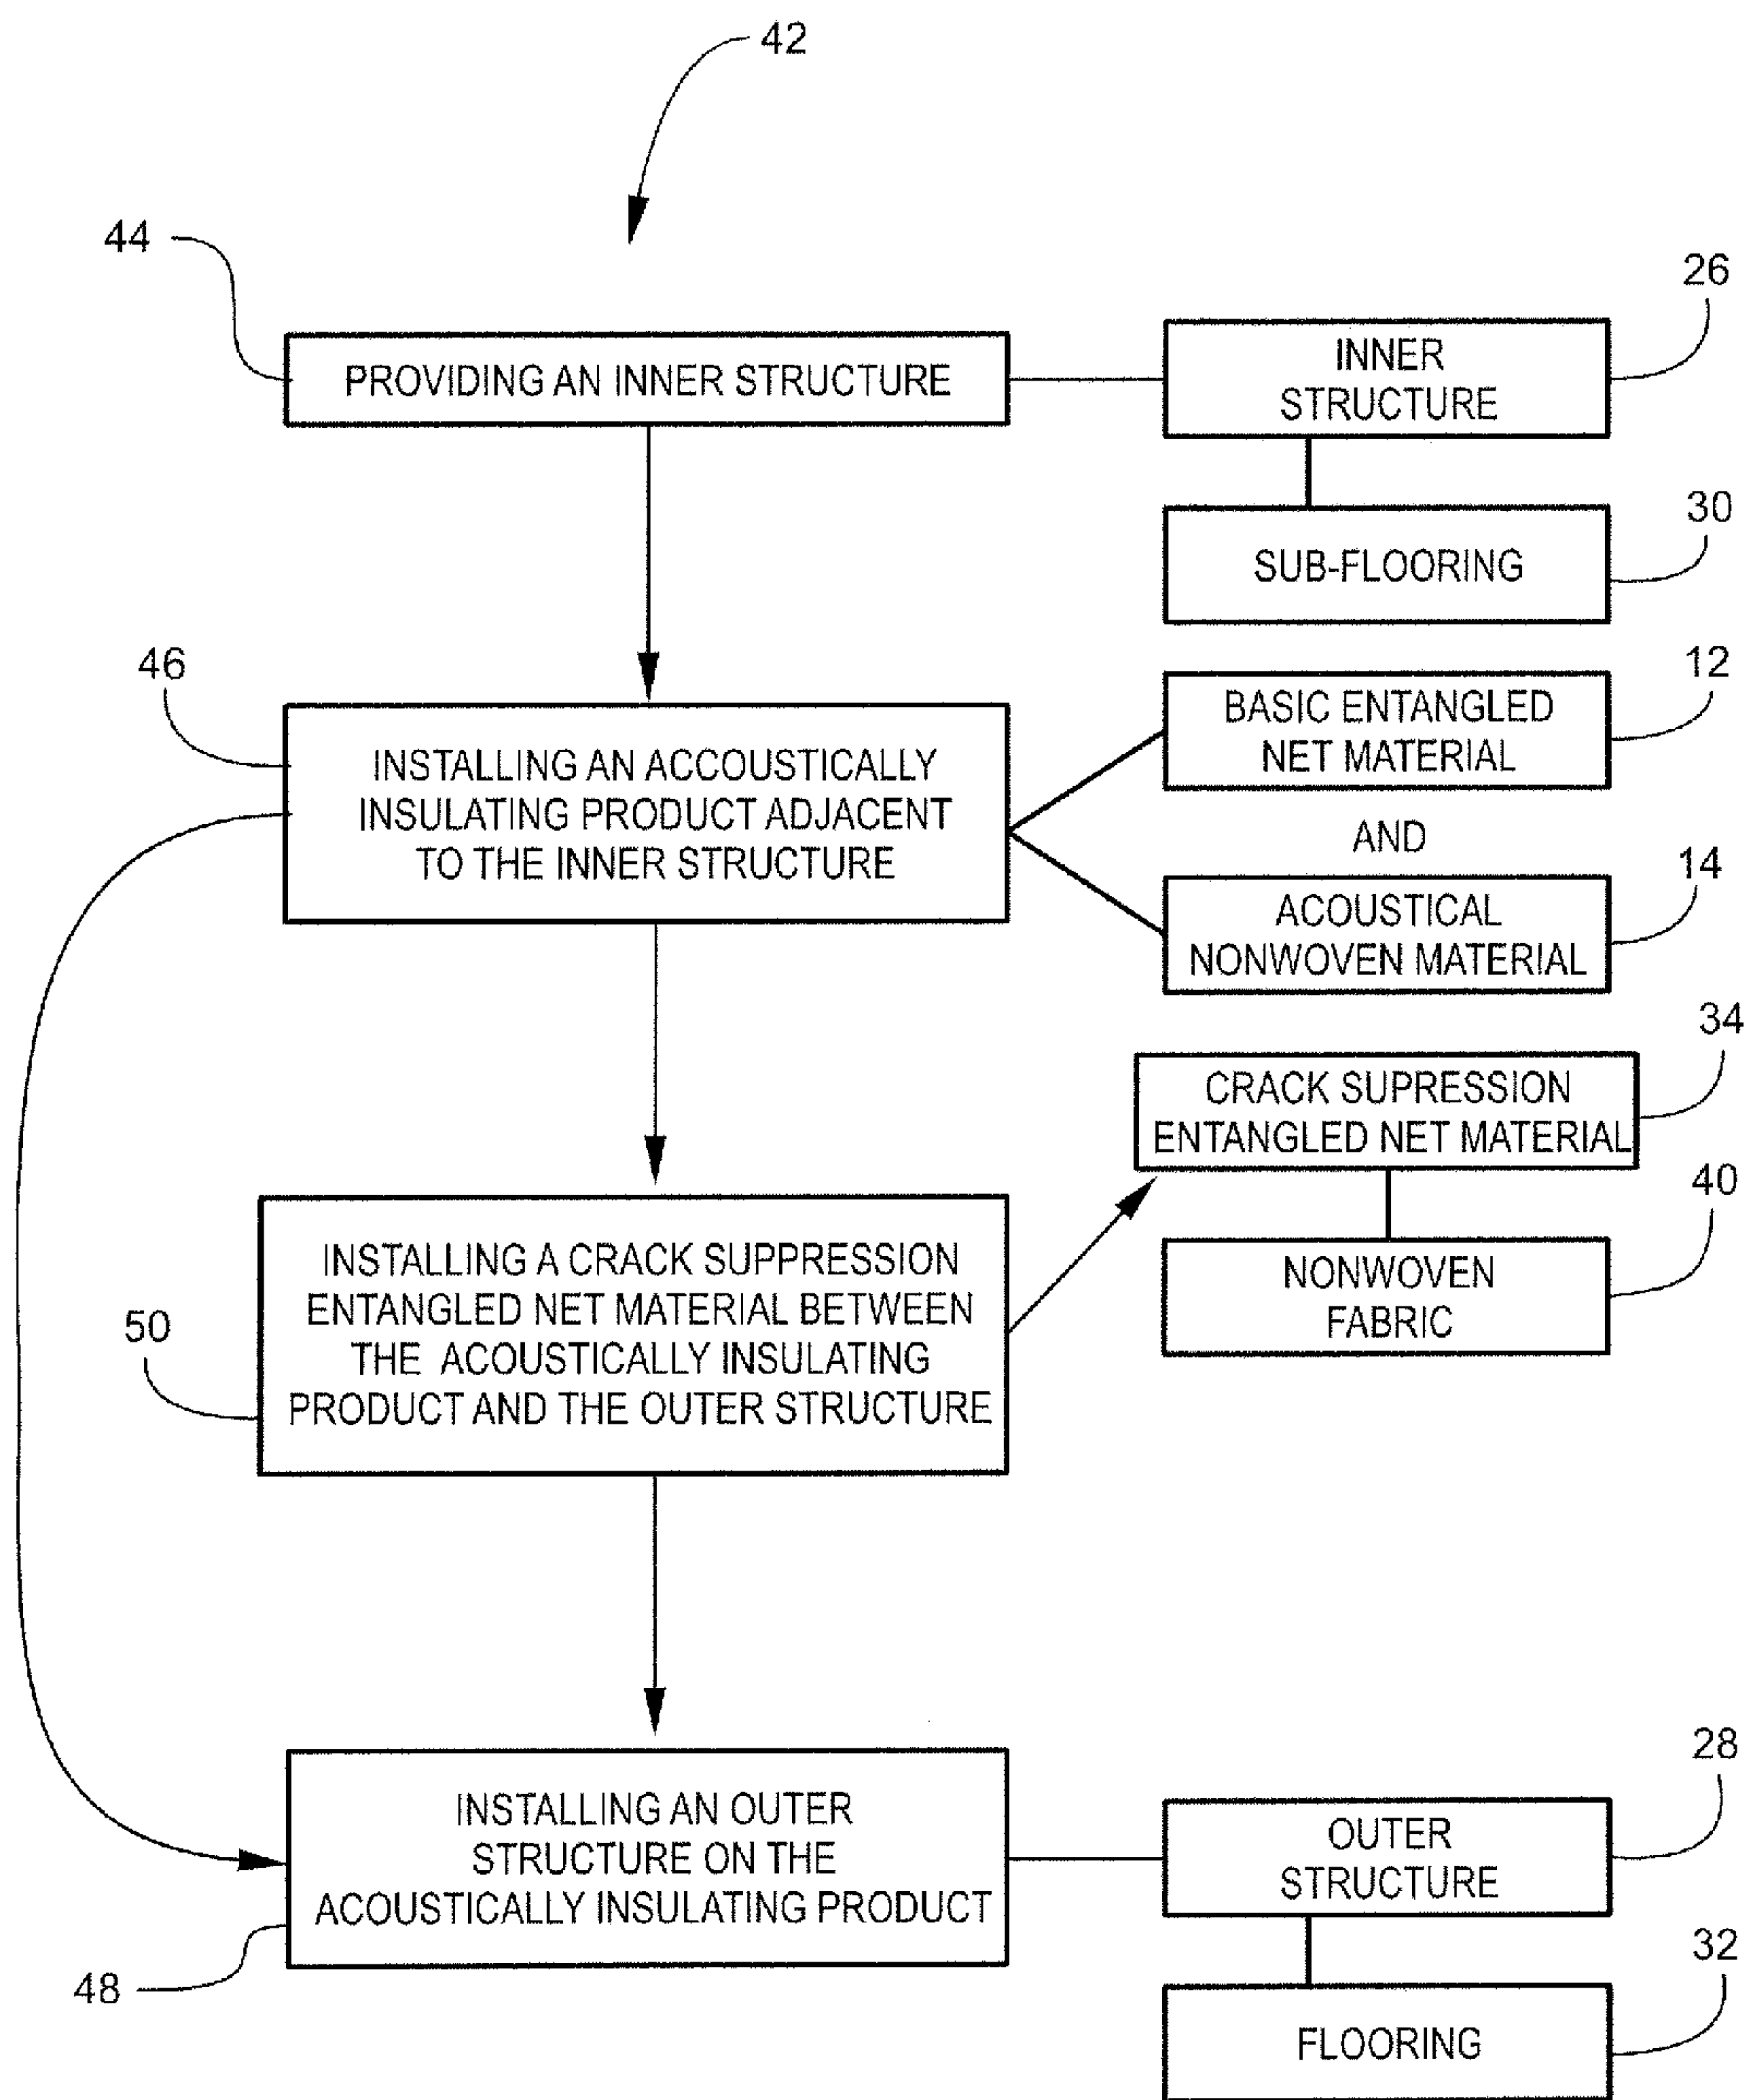 42
44
PROVIDING AN INNER STRUCTURE
INNER
STRUCTURE
26
SUB-FLOORING
30
46
INSTALLING AN ACCOUSTICALLY
INSULATING PRODUCT ADJACENT
TO THE INNER STRUCTURE
BASIC ENTANGLED
NET MATERIAL
12
AND
ACOUSTICAL
NONWOVEN MATERIAL
14
CRACK SUPRESSION
ENTANGLED NET MATERIAL
34
NONWOVEN
FABRIC
40
50
INSTALLING A CRACK SUPPRESSION
ENTANGLED NET MATERIAL BETWEEN
THE ACOUSTICALLY INSULATING
PRODUCT AND THE OUTER STRUCTURE
INSTALLING AN OUTER
STRUCTURE ON THE
ACOUSTICALLY INSULATING PRODUCT
48
OUTER
STRUCTURE
28
FLOORING
32